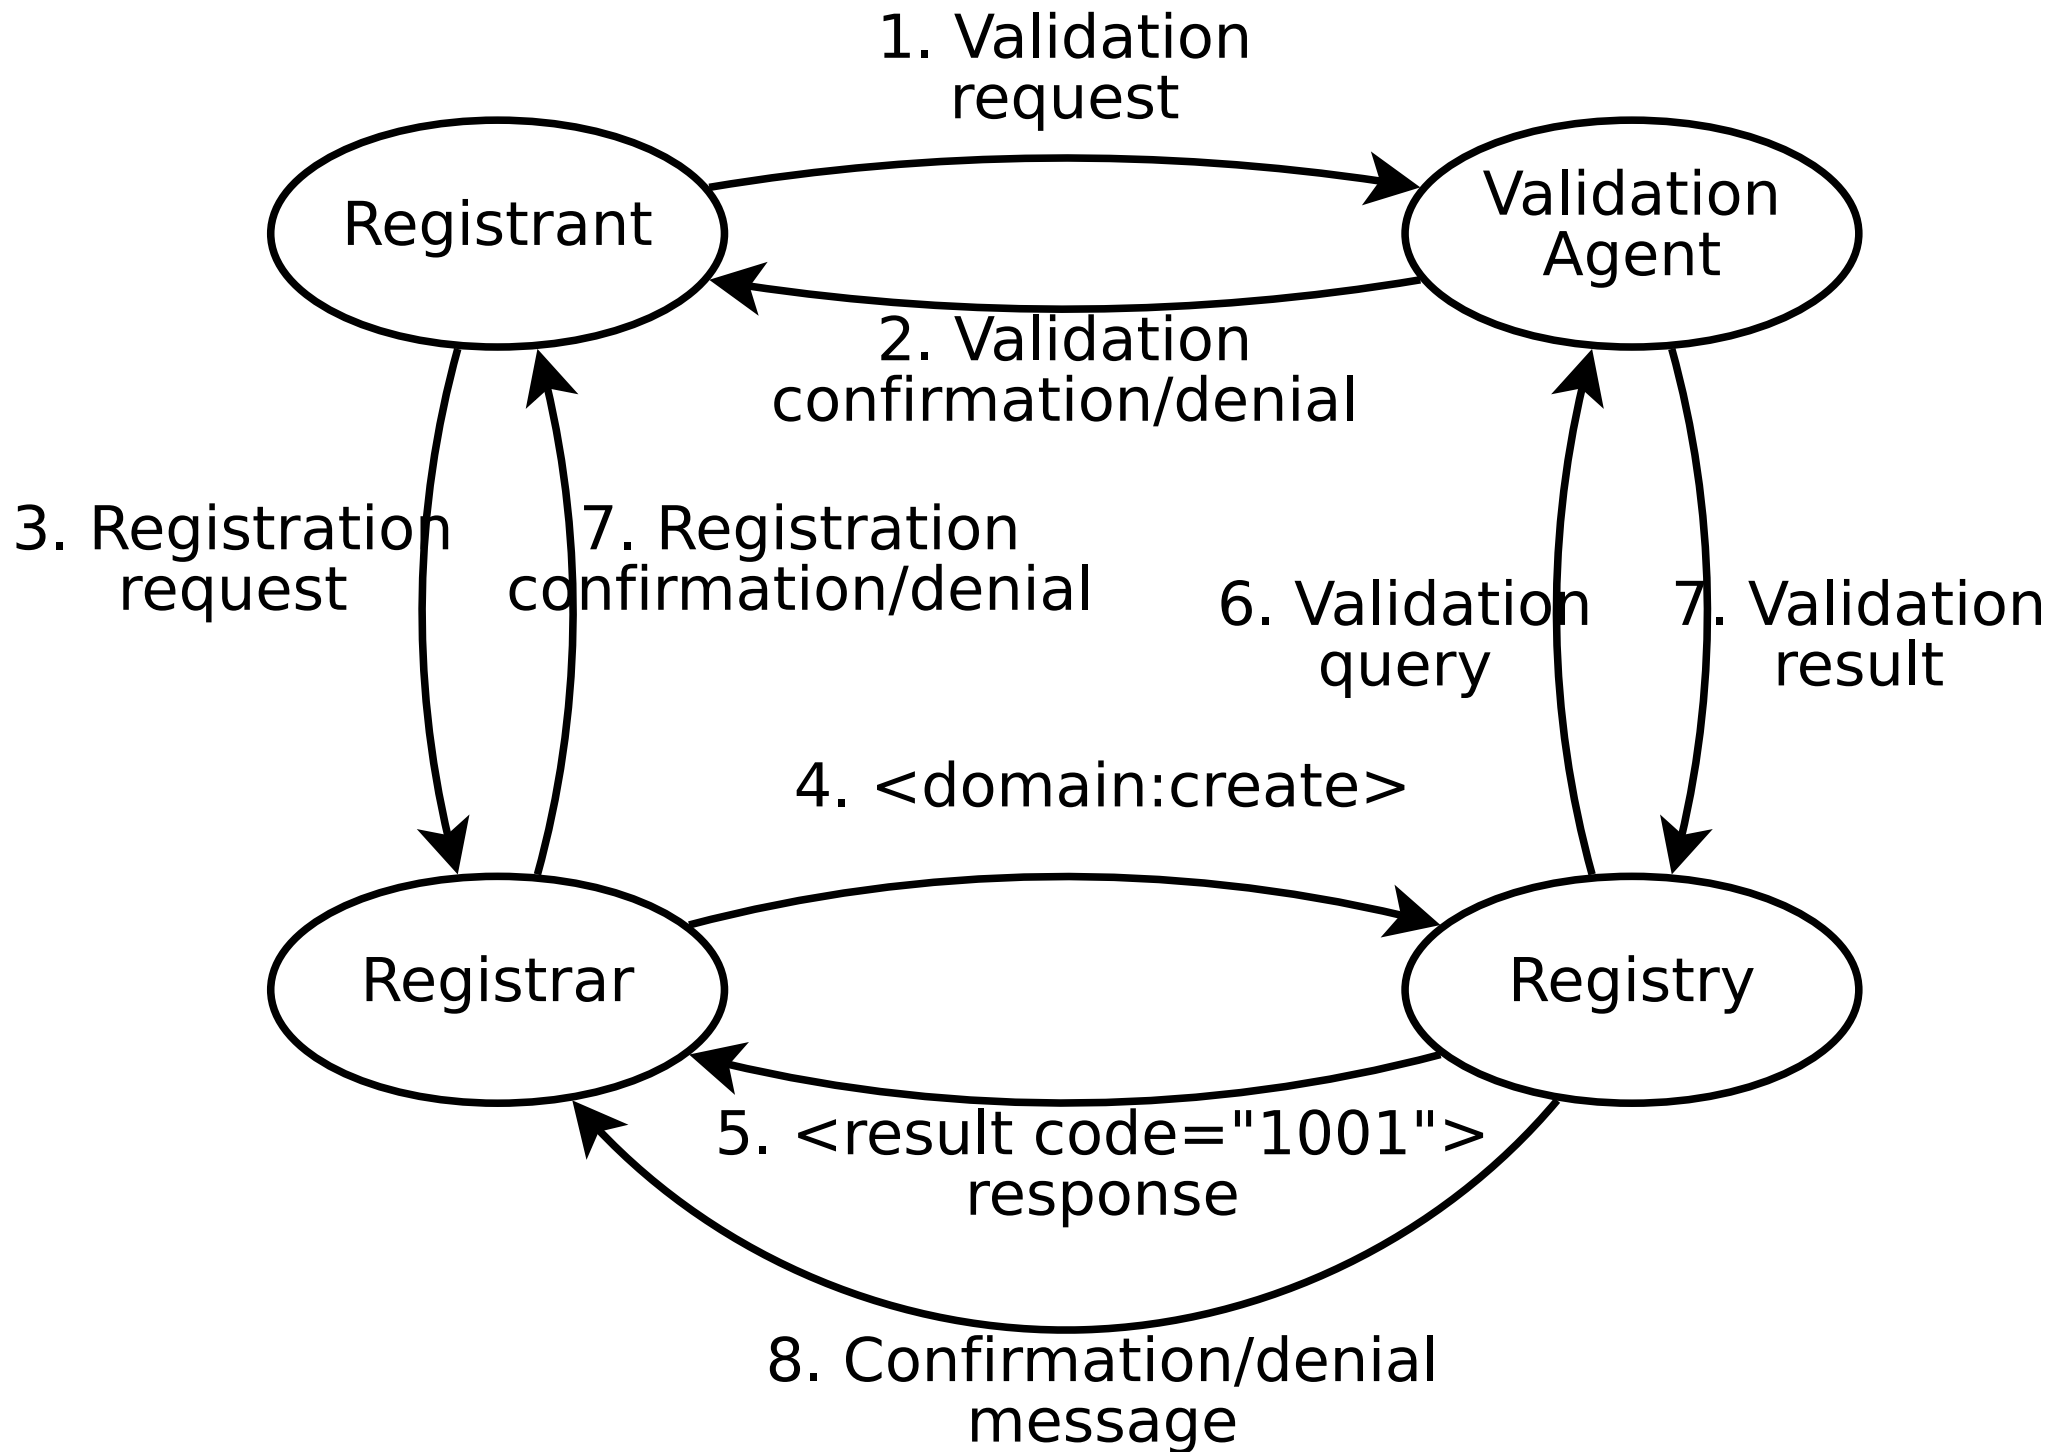 1. Validation
request
Registrant
Validation
Agent
2. Validation
confirmation/denial
3. Registration
request
7. Registration
confirmation/denial
6. Validation
query
7. Validation
result
4. <domain:create>
Registrar
Registry
5. <result code="1001">
response
8. Confirmation/denial
message